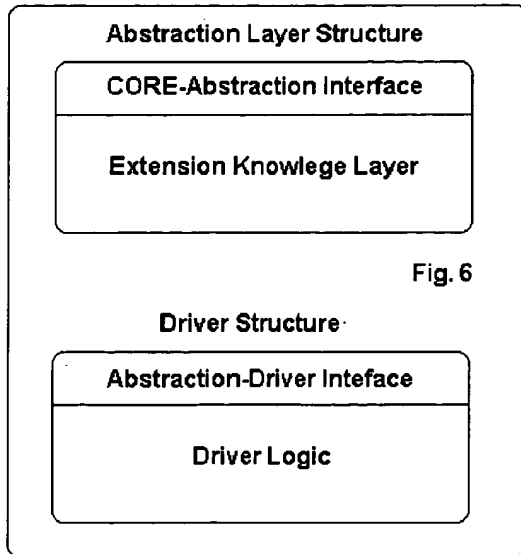 Abstraction Layer Structure
CORE-Abstraction Interface
Extension Knowlege Layer
Fig. 6
Driver Structure
Abstraction-Driver Inteface
Driver Logic